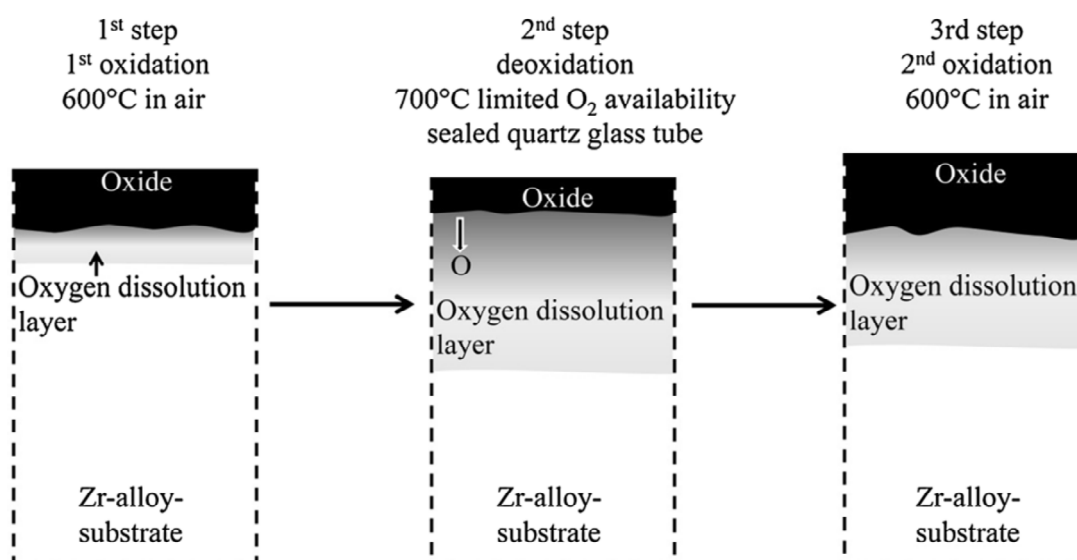 1st step
1st oxidation
600°C in air
2nd step
deoxidation
700°C limited O2 availability
sealed quartz glass tube
3rd step
2nd oxidation
600°C in air
Oxide
Oxygen dissolution
layer
Zr-alloy-
substrate
Oxide
O
Oxygen dissolution
layer
Zr-alloy-
substrate
Oxide
Oxygen dissolution
layer
Zr-alloy-
substrate